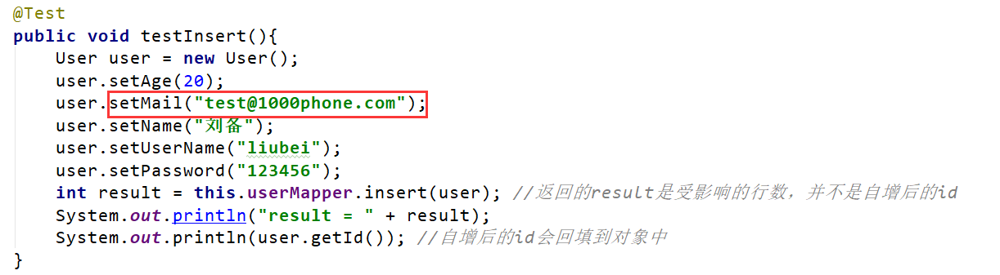 @Test
public void testInsert(){
    User user = new User();
    user.setAge(20);
    user.setMail("test@1000phone.com");
    user.setName("刘备");
    user.setUserName("liubei");
    user.setPassword("123456");
    int result = this.userMapper.insert(user); //返回的result是受影响的行数，并不是自增后的id
    System.out.println("result = " + result);
    System.out.println(user.getId()); //自增后的id会回填到对象中
}